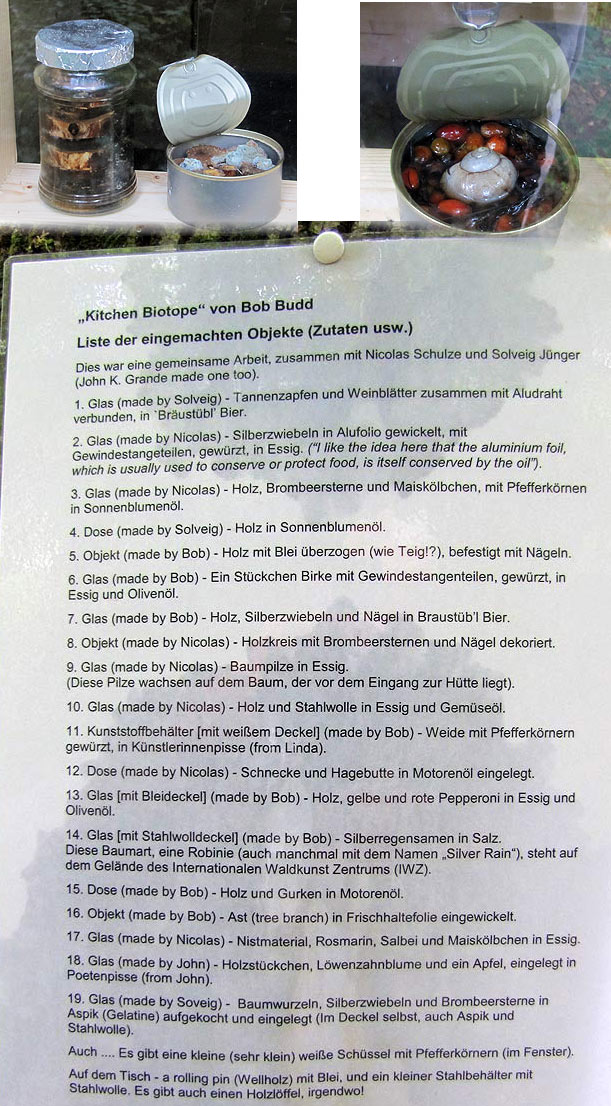 „Kitchen Biotope“ von Bob Budd
Liste der eingemachten Objekte (Zutaten usw.)
Dies war eine gemeinsame Arbeit, zusammen mit Nicolas Schulze und Solveig Jünger
(John K. Grande made one too).
1. Glas (made by Solveig) - Tannenzapfen und Weinblätter zusammen mit Aludraht
verbunden, in `Bräustübl’ Bier.
2. Glas (made by Nicolas) - Silberzwiebeln in Alufolio gewickelt, mit
Gewindestangeteilen, gewürzt, in Essig. (“I like the idea here that the aluminium foil,
which is usually used to conserve or protect food, is itself conserved by the oil”).
3. Glas (made by Nicolas) - Holz, Brombeersterne und Maiskölbchen, mit Pfefferkörnen
in Sonnenblumenöl.
4. Dose (made by Solveig) - Holz in Sonnenblumenöl.
5. Objekt (made by Bob) - Holz mit Blei überzogen (wie Teig!?), befestigt mit Nägeln.
6. Glas (made by Bob) - Ein Stückchen Birke mit Gewindestangenteilen, gewürzt, in
Essig und Olivenöl.
7. Glas (made by Bob) - Holz, Silberzwiebeln und Nägel in Braustüb’l Bier.
8. Objekt (made by Nicolas) - Holzkreis mit Brombeersternen und Nägel dekoriert.
9. Glas (made by Nicolas) - Baumpilze in Essig.
(Diese Pilze wachsen auf dem Baum, der vor dem Eingang zur Hütte liegt).
10. Glas (made by Nicolas) - Holz und Stahlwolle in Essig und Gemüseöl.
11. Kunststoffbehälter [mit weißem Deckel] (made by Bob) - Weide mit Pfefferkörnern
gewürzt, in Künstlerinnenpisse (from Linda).
12. Dose (made by Nicolas) - Schnecke und Hagebutte in Motorenöl eingelegt.
13. Glas [mit Bleideckel] (made by Bob) - Holz, gelbe und rote Pepperoni in Essig und
Olivenöl.
14. Glas [mit Stahlwolldeckel] (made by Bob) - Silberregensamen in Salz.
Diese Baumart, eine Robinie (auch manchmal mit dem Namen „Silver Rain“), steht auf
dem Gelände des Internationalen Waldkunst Zentrums (IWZ).
15. Dose (made by Bob) - Holz und Gurken in Motorenöl.
16. Objekt (made by Bob) - Ast (tree branch) in Frischhaltefolie eingewickelt.
17. Glas (made by Nicolas) - Nistmaterial, Rosmarin, Salbei und Maiskölbchen in Essig.
18. Glas (made by John) - Holzstückchen, Löwenzahnblume und ein Apfel, eingelegt in
Poetenpisse (from John).
19. Glas (made by Soveig) - Baumwurzeln, Silberzwiebeln und Brombeersterne in
Aspik (Gelatine) aufgekocht und eingelegt (Im Deckel selbst, auch Aspik und
Stahlwolle).
Auch .... Es gibt eine kleine (sehr klein) weiße Schüssel mit Pfefferkörnern (im Fenster).
Auf dem Tisch - a rolling pin (Wellholz) mit Blei, und ein kleiner Stahlbehälter mit
Stahlwolle. Es gibt auch einen Holzlöffel, irgendwo!